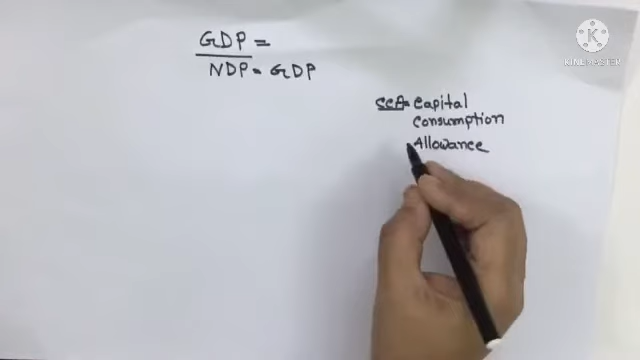 GDP =
NDP = GDP
CCA = Capital
Consumption
Allowance
KINEMASTER